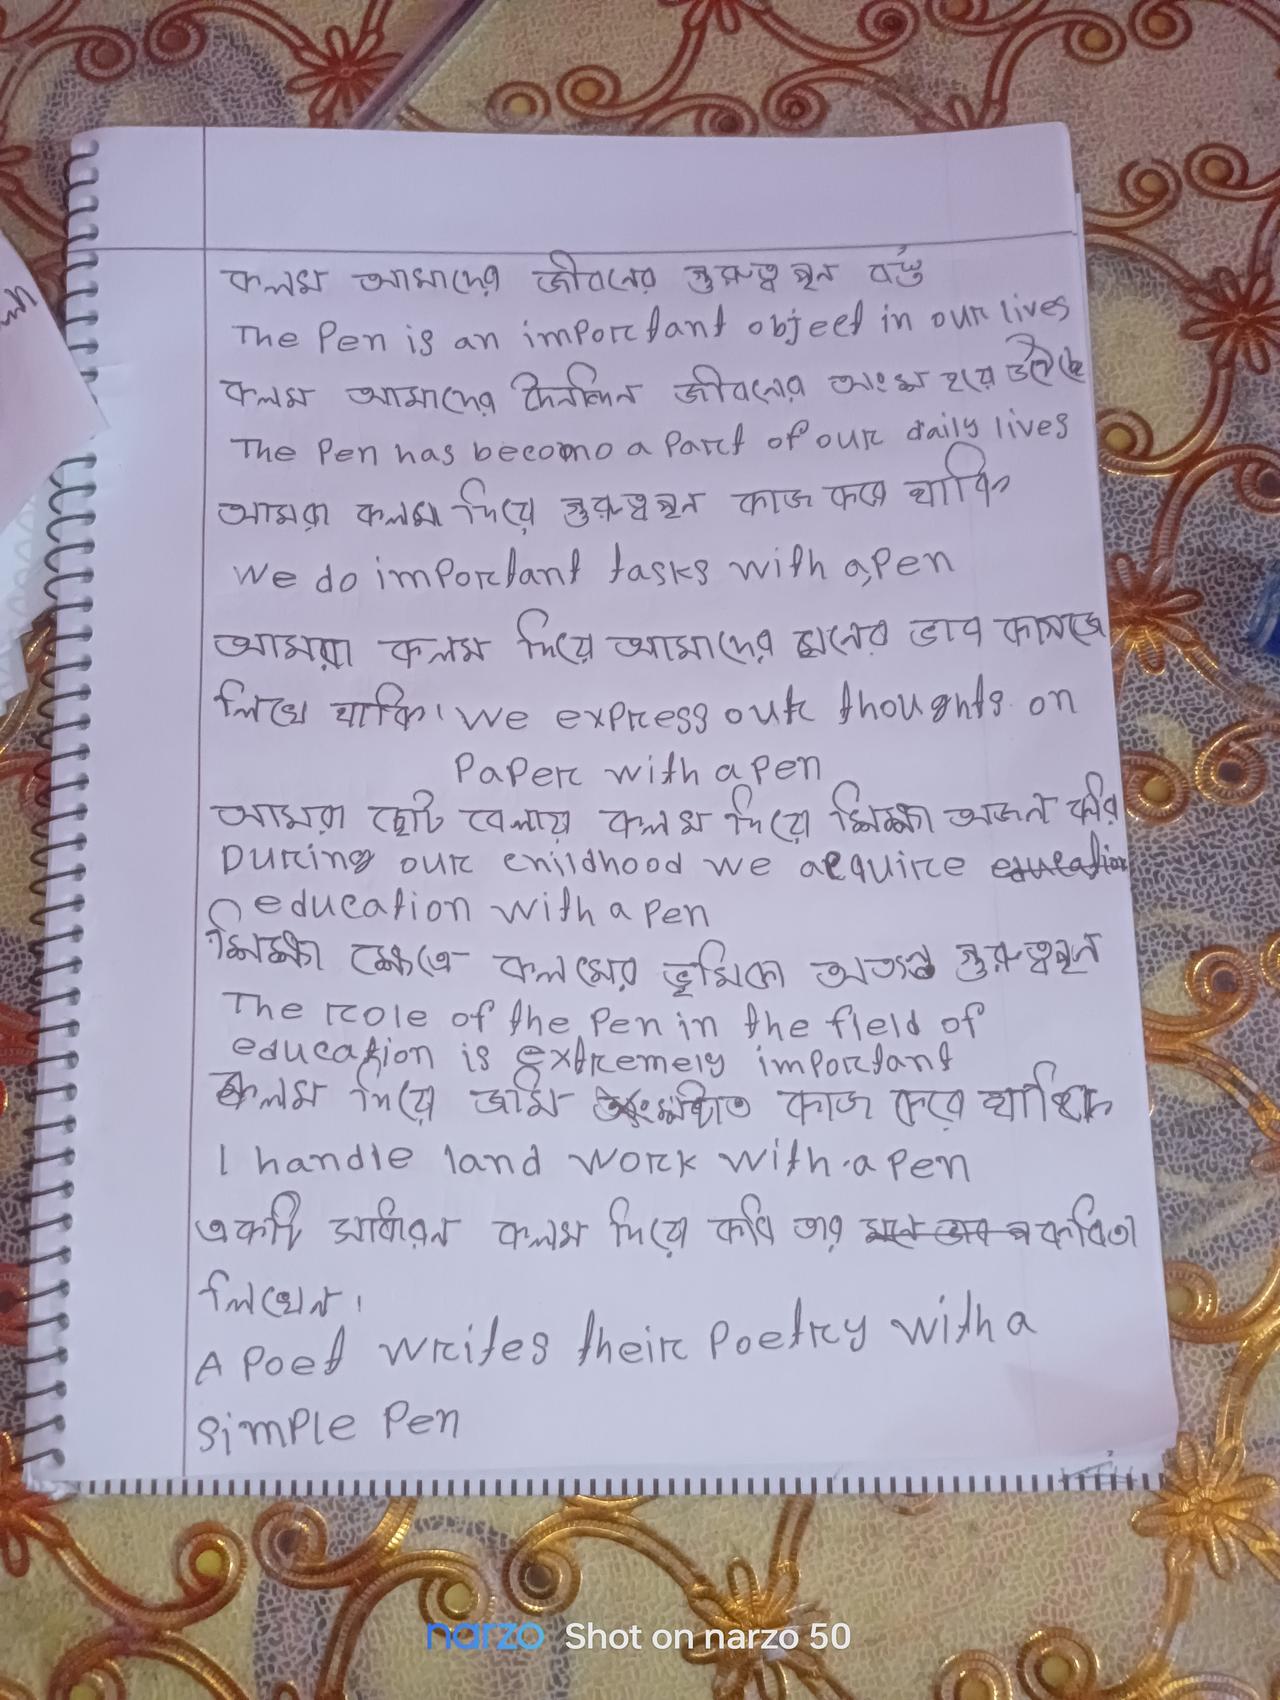 কলম আমাদের জীবনের গুরুত্বপূন বস্তু
The Pen is an important object in our lives
কলম আমাদের দৈনন্দিন জীবনের অংশ হয়ে উঠেছে
The Pen has become a Part of our daily lives
আমরা কলম দিয়ে গুরুত্বপূন কাজ করে থাকি
We do important tasks with a pen
আমরা কলম দিয়ে আমাদের মনের ভাব কাগজে
লিখে থাকি। We express our thoughts on
Paper with a pen
আমরা ছোট বেলায় কলম দিয়ে শিক্ষা অজন করি
During our childhood we acquire education
education with a pen
শিক্ষা ক্ষেত্রে কলমের ভূমিকা অত্যন্ত গুরুত্বপূন
The role of the Pen in the field of
education is extremely important
কলম দিয়ে জমি কাজ করে থাকি
I handle land work with a pen
একটি সাধারন কলম দিয়ে কবি তার মনে ভাব কবিতা
লিখেন।
A Poet writes their Poetry with a
Simple Pen
narzo Shot on narzo 50